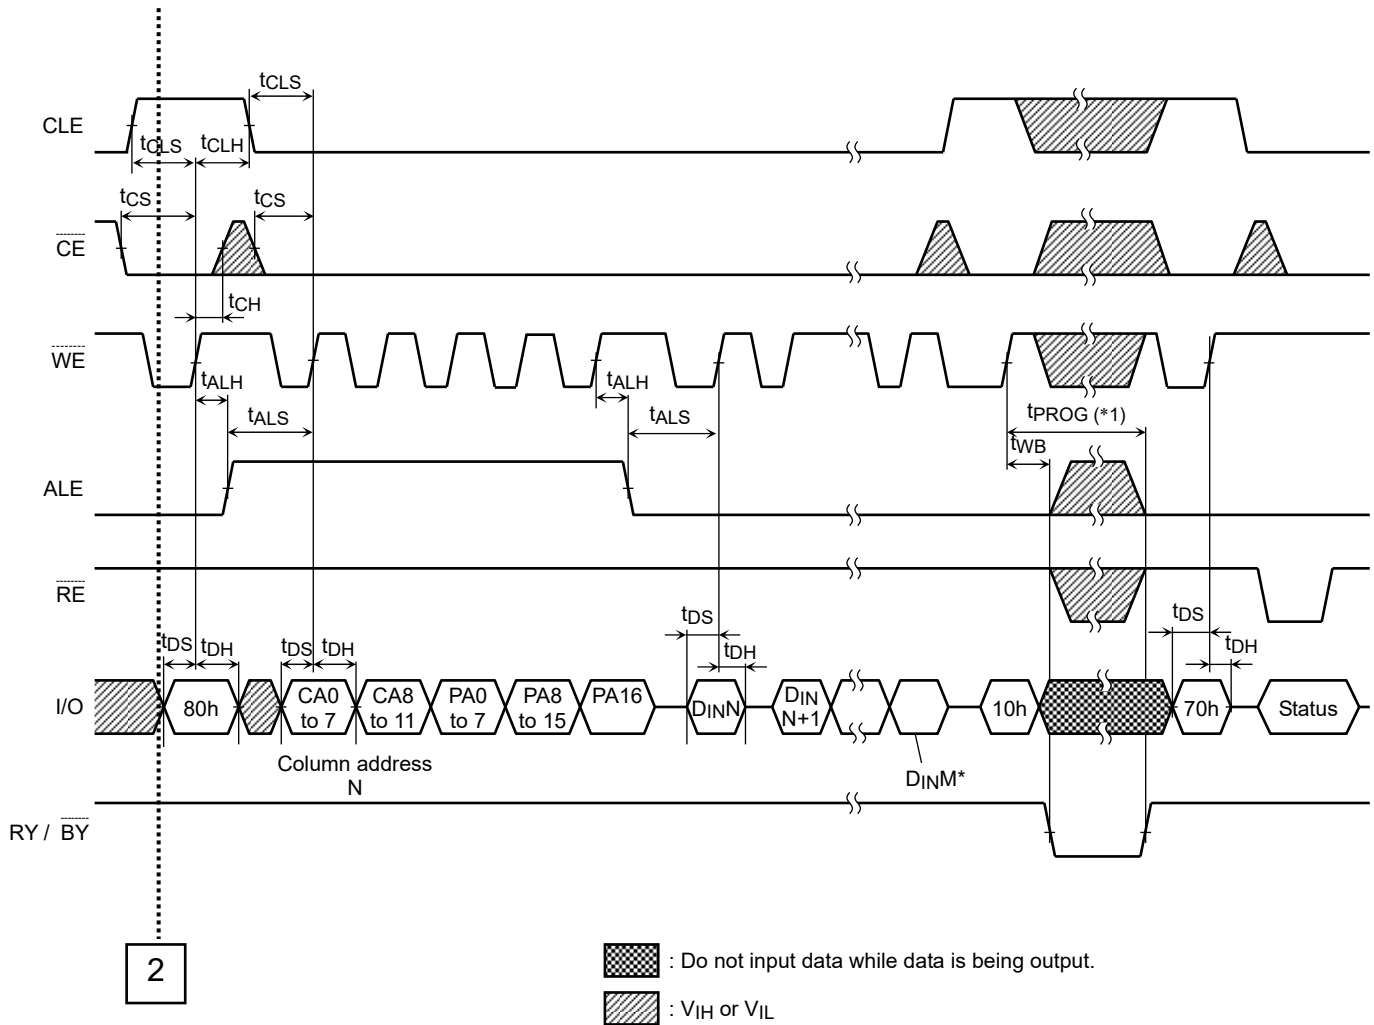 tCLS
CLE
tCLS
tCLH
tCS
tCS
CE
tCH
WE
tALH
tALH
tPROG (*1)
tALS
tALS
tWB
ALE
RE
tDS
tDH
tDS
tDH
tDS
tDH
tDS
tDH
I/O
80h
CA0 to 7
CA8 to 11
PA0 to 7
PA8 to 15
PA16
DINN
DIN N+1
10h
70h
Status
Column address
N
DINM*
RY / BY
2
: Do not input data while data is being output.
: VIH or VIL